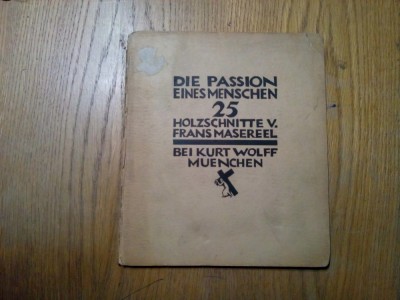 DIE PASSION
EINES MENSCHEN
25
HOLZSCHNITTE V.
FRANS MASEREEL
BEI KURT WOLFF
MUENCHEN